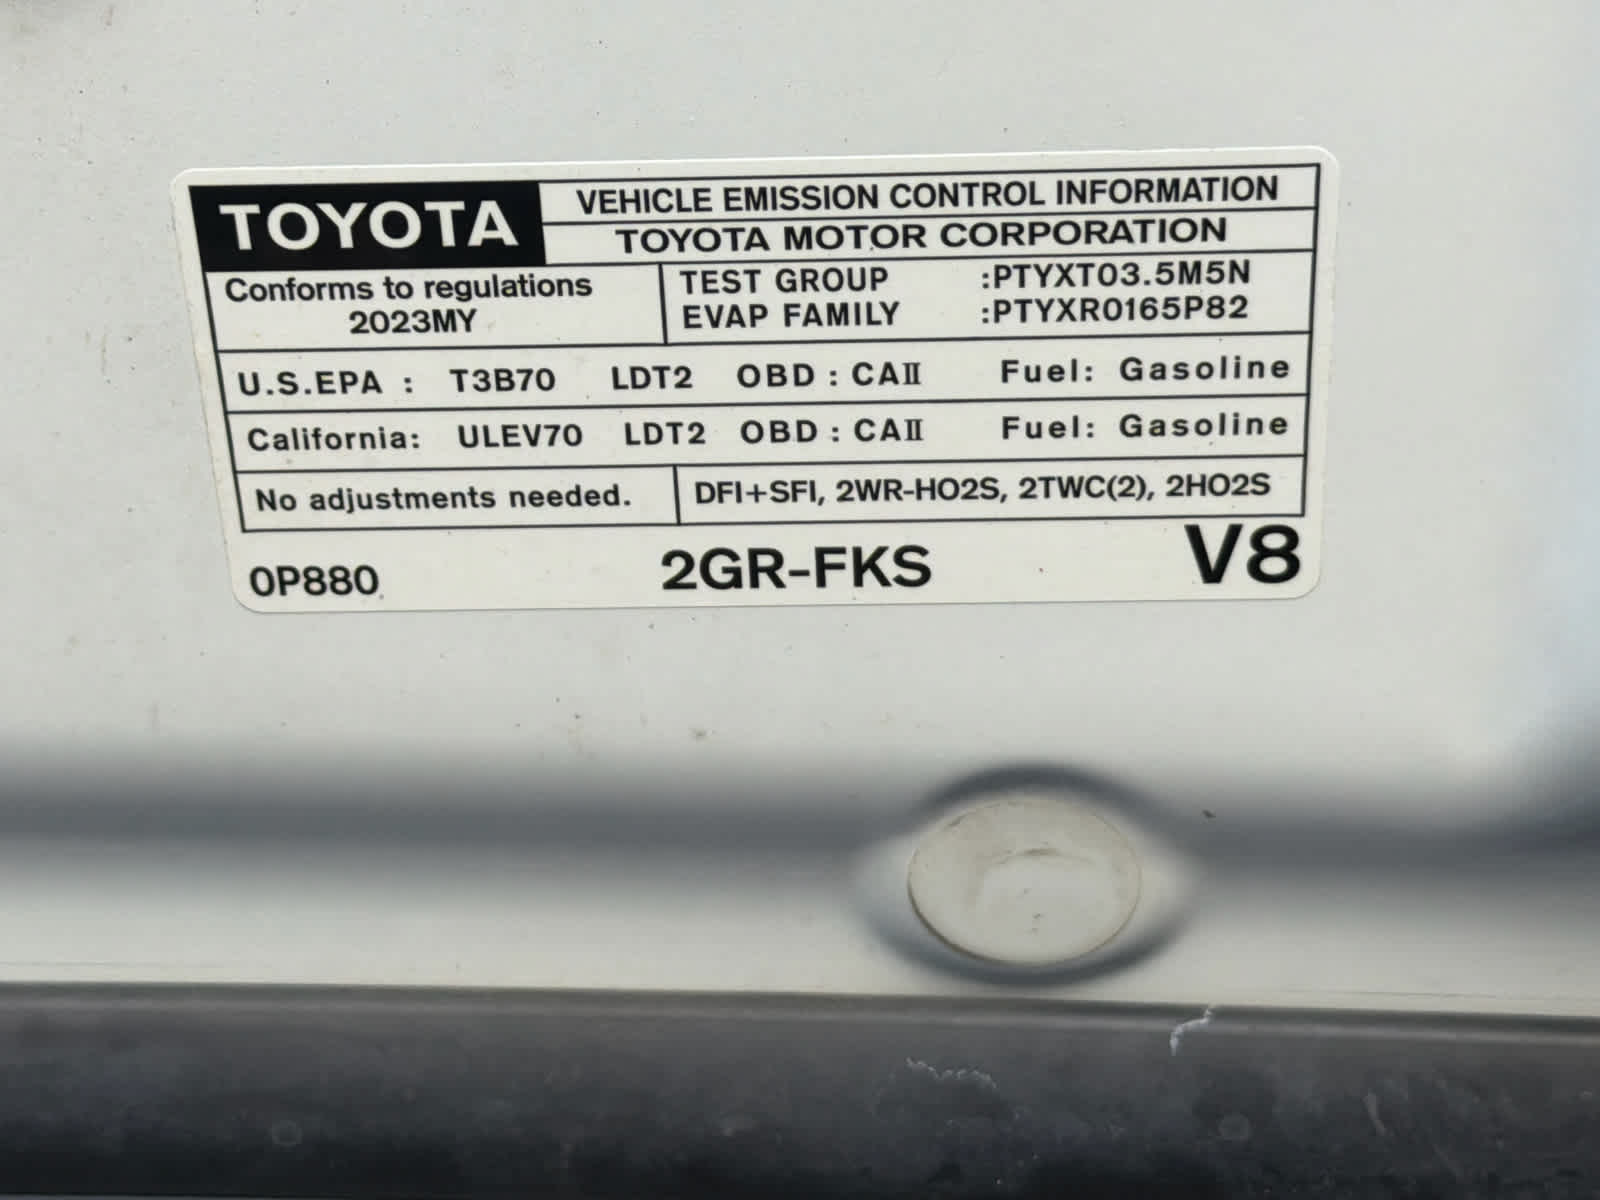 TOYOTA
VEHICLE EMISSION CONTROL INFORMATION
TOYOTA MOTOR CORPORATION
Conforms to regulations
2023MY
TEST GROUP :PTYXT03.5M5N
EVAP FAMILY :PTYXR0165P82
U.S.EPA : T3B70 LDT2 OBD : CAⅡ Fuel: Gasoline
California: ULEV70 LDT2 OBD : CAⅡ Fuel: Gasoline
No adjustments needed.
DFI+SFI, 2WR-HO2S, 2TWC(2), 2HO2S
0P880 2GR-FKS V8